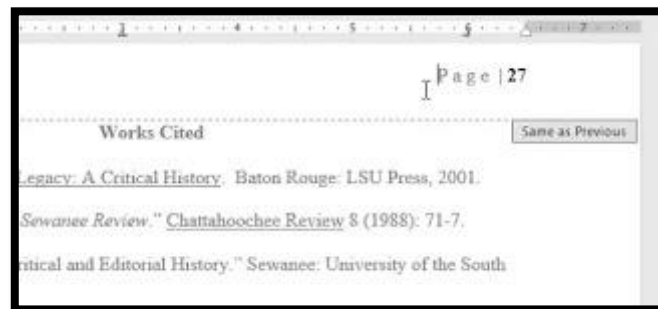 3 4 5 6 7
Page | 27
Works Cited
Same as Previous
Legacy: A Critical History. Baton Rouge: LSU Press, 2001.
Sewanee Review." Chattahoochee Review 8 (1988): 71-7.
ritical and Editorial History." Sewanee: University of the South